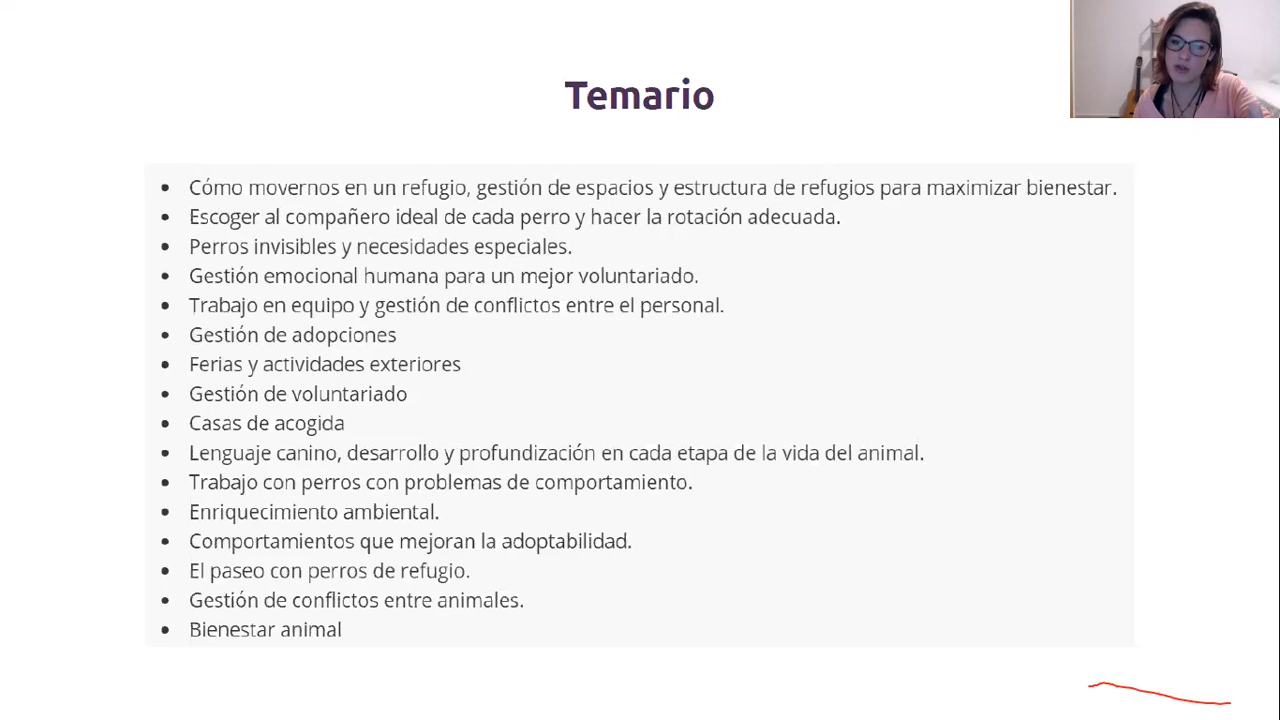 Temario
• Cómo movernos en un refugio, gestión de espacios y estructura de refugios para maximizar bienestar.
• Escoger al compañero ideal de cada perro y hacer la rotación adecuada.
• Perros invisibles y necesidades especiales.
• Gestión emocional humana para un mejor voluntariado.
• Trabajo en equipo y gestión de conflictos entre el personal.
• Gestión de adopciones
• Ferias y actividades exteriores
• Gestión de voluntariado
• Casas de acogida
• Lenguaje canino, desarrollo y profundización en cada etapa de la vida del animal.
• Trabajo con perros con problemas de comportamiento.
• Enriquecimiento ambiental.
• Comportamientos que mejoran la adoptabilidad.
• El paseo con perros de refugio.
• Gestión de conflictos entre animales.
• Bienestar animal